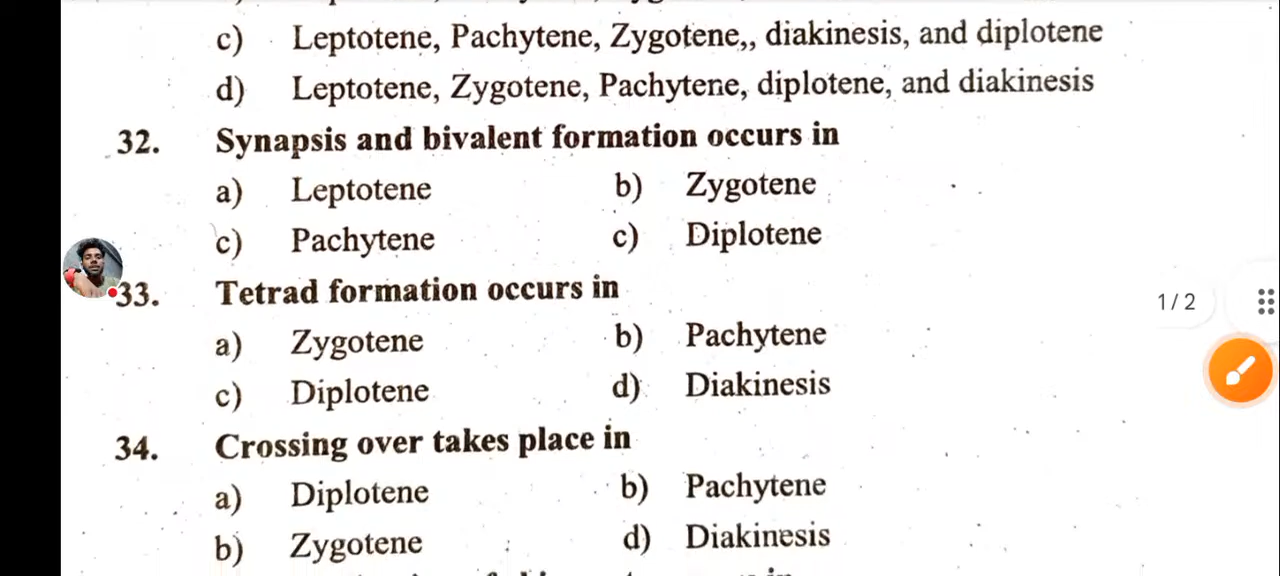 c) Leptotene, Pachytene, Zygotene,, diakinesis, and diplotene
d) Leptotene, Zygotene, Pachytene, diplotene, and diakinesis
32. Synapsis and bivalent formation occurs in
a) Leptotene b) Zygotene
c) Pachytene c) Diplotene
33. Tetrad formation occurs in
a) Zygotene b) Pachytene
1/2
c) Diplotene d) Diakinesis
34. Crossing over takes place in
a) Diplotene b) Pachytene
b) Zygotene d) Diakinesis